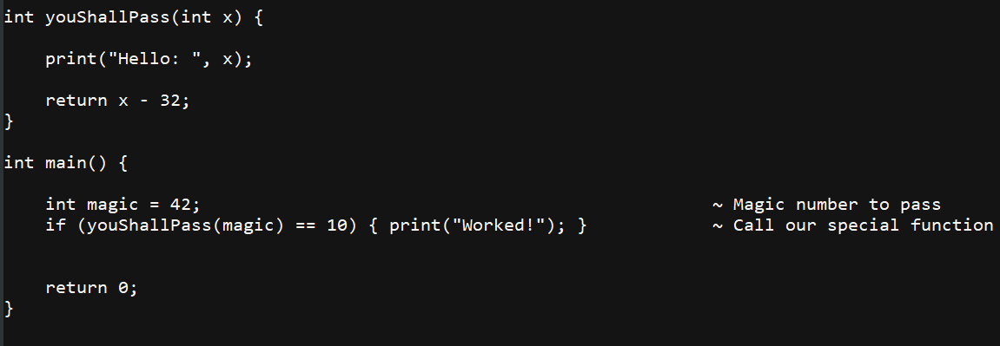 int youShallPass(int x) {
    print("Hello: ", x);
    return x - 32;
}
int main() {
    int magic = 42;                                                  ~ Magic number to pass
    if (youShallPass(magic) == 10) { print("Worked!"); }            ~ Call our special function
    return 0;
}